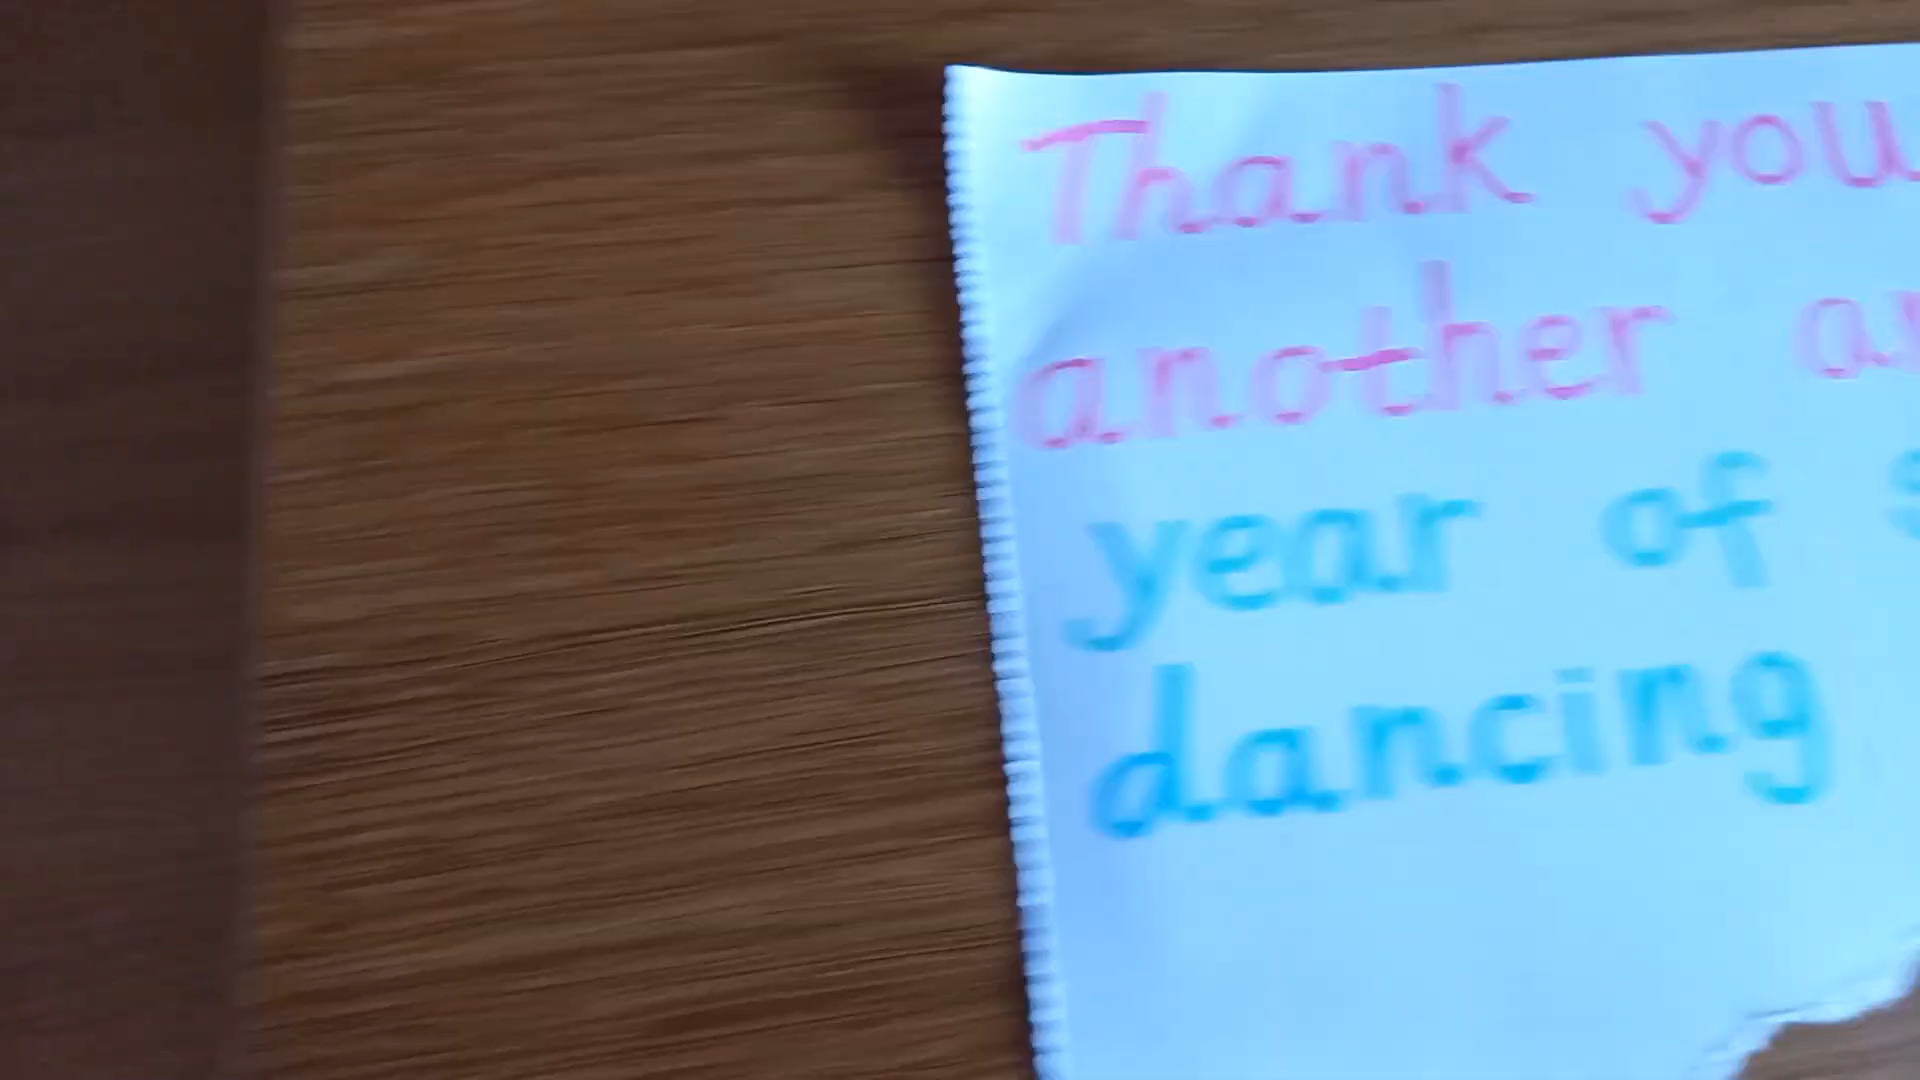 Thank you
another
year of
dancing